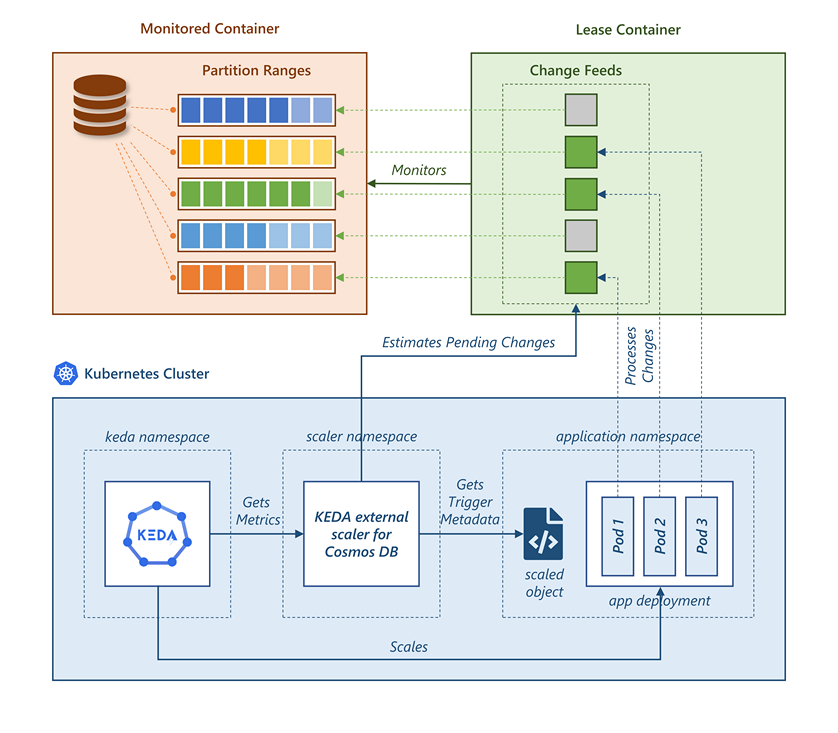 Monitored Container
Lease Container
Partition Ranges
Change Feeds
Monitors
Estimates Pending Changes
Processes
Changes
Kubernetes Cluster
keda namespace
scaler namespace
application namespace
Gets
Metrics
Gets
Trigger
Metadata
KEDA
KEDA external
scaler for
Cosmos DB
</>
scaled
object
Pod 1
Pod 2
Pod 3
app deployment
Scales